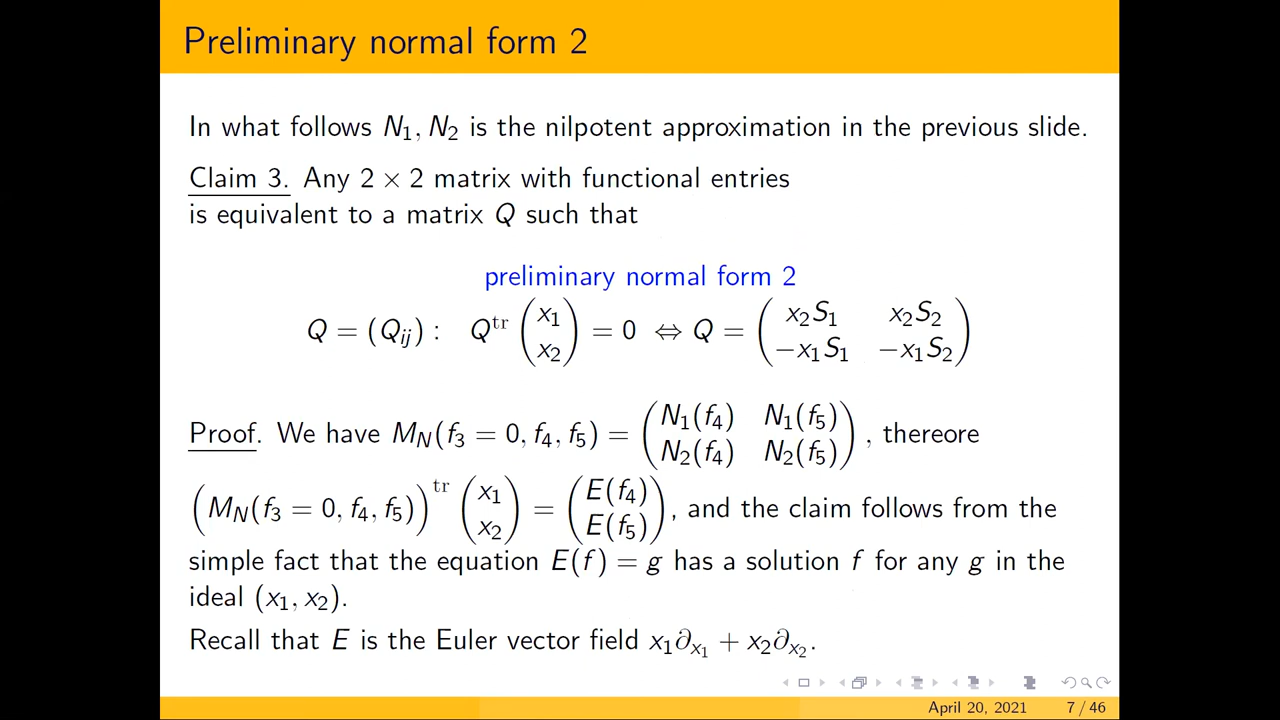 Preliminary normal form 2
In what follows N₁, N₂ is the nilpotent approximation in the previous slide.
Claim 3. Any 2 × 2 matrix with functional entries
is equivalent to a matrix Q such that
preliminary normal form 2
Q = (Qᵢⱼ) : Qᵗʳ (x₁ x₂) = 0 ⇔ Q = (x₂S₁ x₂S₂ −x₁S₁ −x₁S₂)
Proof. We have M_N(f₃ = 0, f₄, f₅) = (N₁(f₄) N₁(f₅) N₂(f₄) N₂(f₅)) , thereore
(M_N(f₃ = 0, f₄, f₅))ᵗʳ (x₁ x₂) = (E(f₄) E(f₅)), and the claim follows from the
simple fact that the equation E(f) = g has a solution f for any g in the
ideal (x₁, x₂).
Recall that E is the Euler vector field x₁∂ₓ₁ + x₂∂ₓ₂.
April 20, 2021 7 / 46